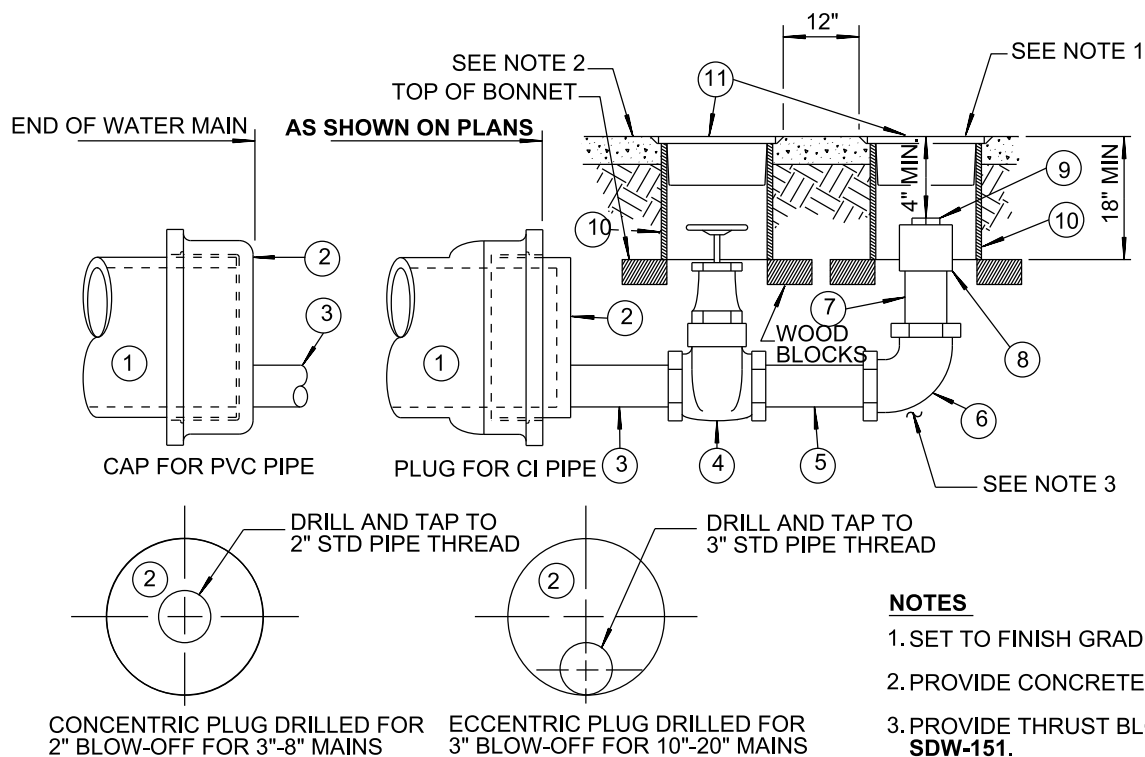 12"
SEE NOTE 1
SEE NOTE 2
TOP OF BONNET
11
END OF WATER MAIN
AS SHOWN ON PLANS
4" MIN.
9
18" MIN
10
10
2
3
1
2
1
7
8
WOOD
BLOCKS
6
CAP FOR PVC PIPE
PLUG FOR CI PIPE
3
4
5
SEE NOTE 3
DRILL AND TAP TO
2" STD PIPE THREAD
DRILL AND TAP TO
3" STD PIPE THREAD
2
2
CONCENTRIC PLUG DRILLED FOR
2" BLOW-OFF FOR 3"-8" MAINS
ECCENTRIC PLUG DRILLED FOR
3" BLOW-OFF FOR 10"-20" MAINS
NOTES
1. SET TO FINISH GRAD
2. PROVIDE CONCRETE
3. PROVIDE THRUST BLO
SDW-151.